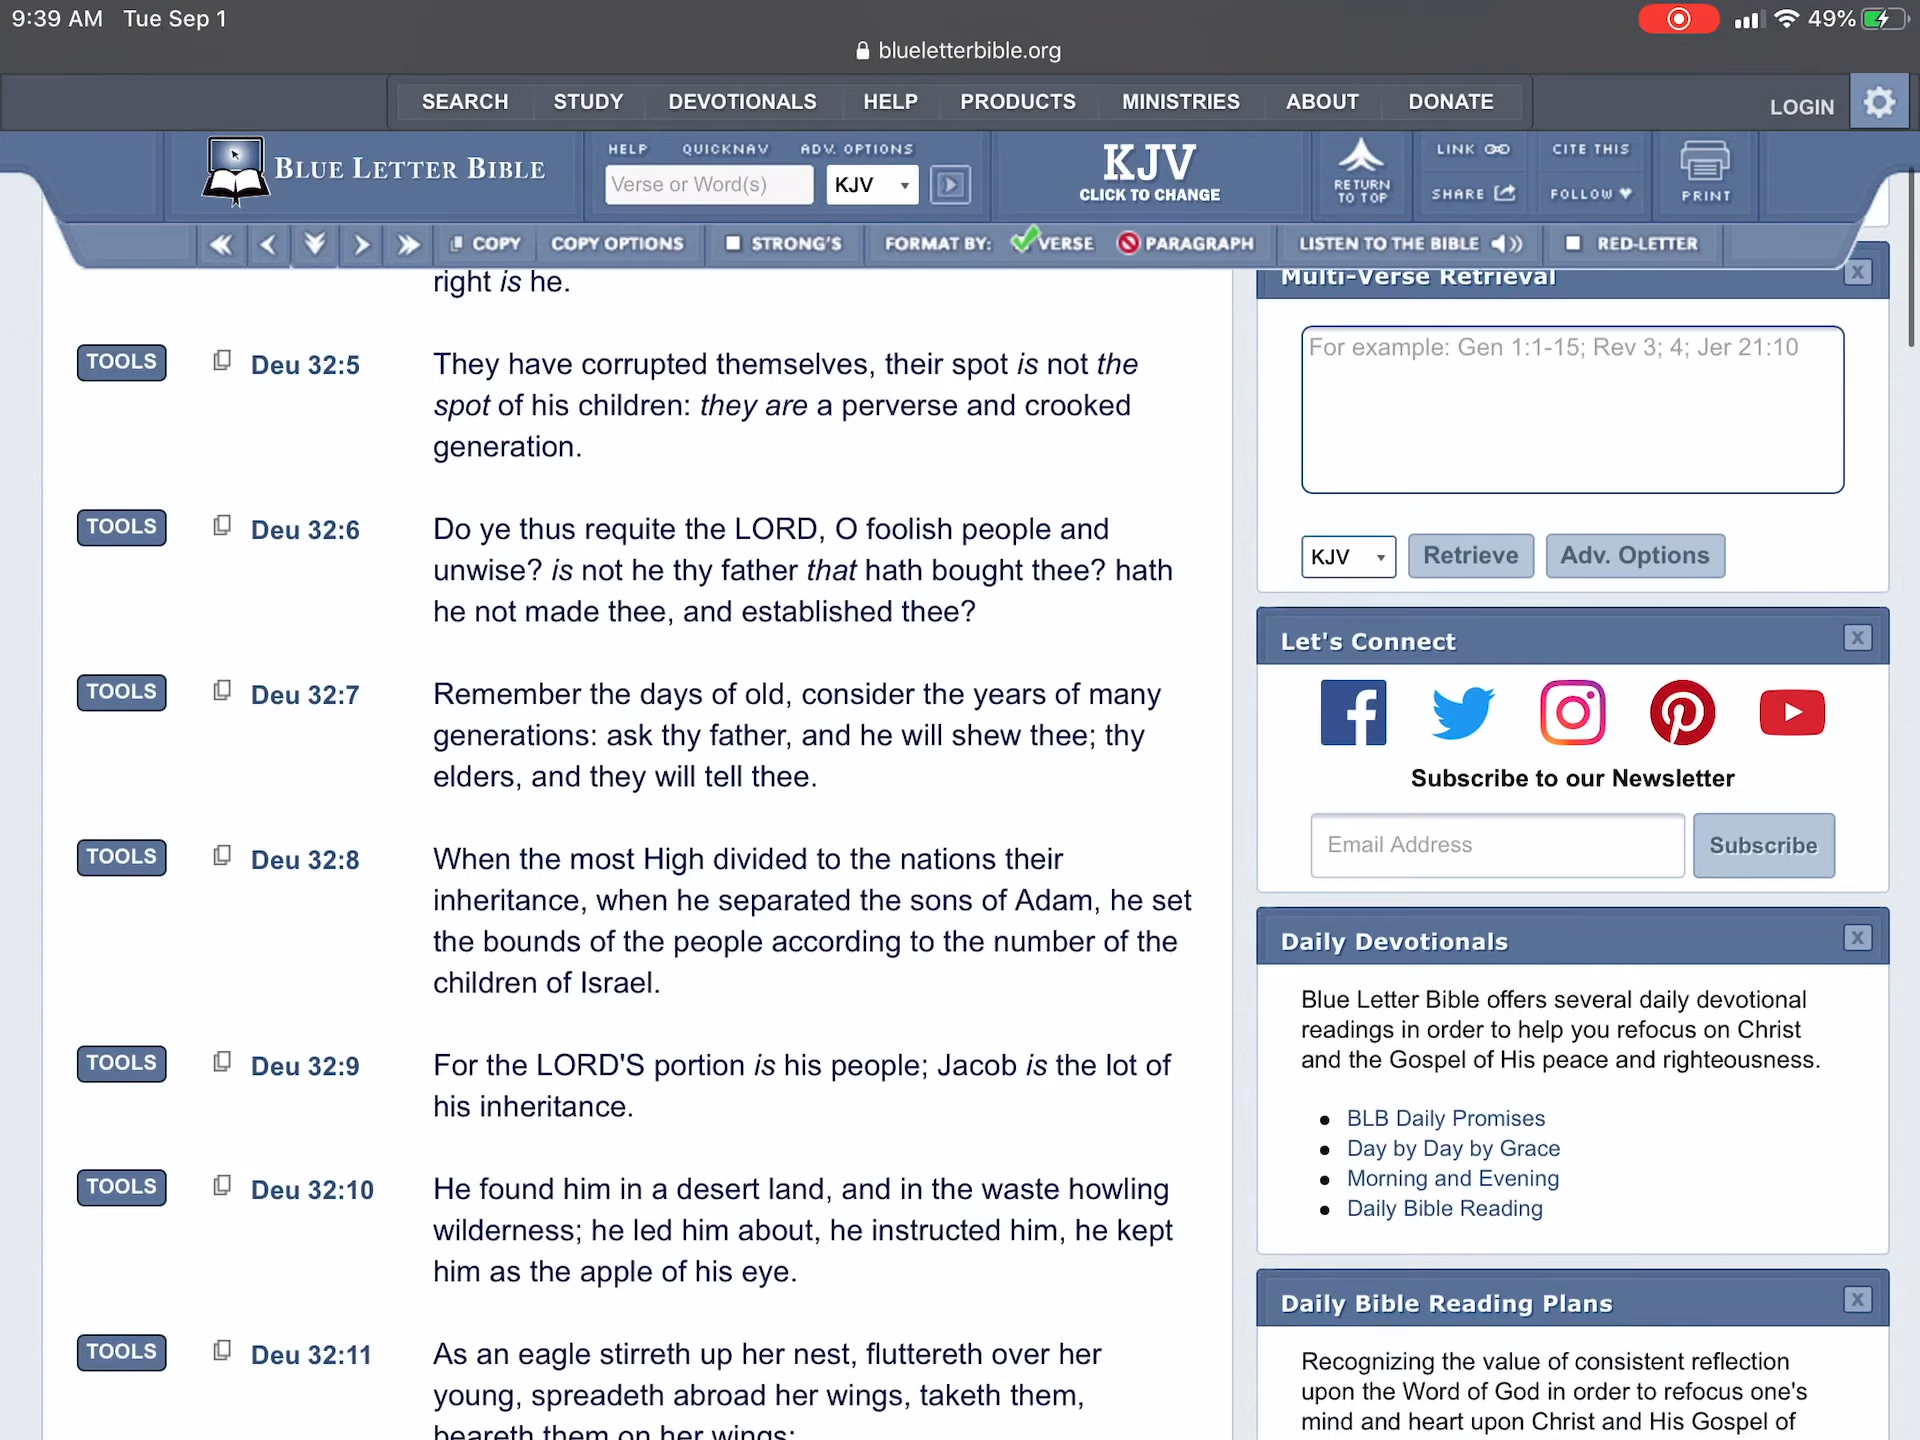 9:39 AM Tue Sep 1
49%
blueletterbible.org
SEARCH STUDY DEVOTIONALS HELP PRODUCTS MINISTRIES ABOUT DONATE
LOGIN
BLUE LETTER BIBLE
HELP QUICKNAV ADV. OPTIONS
Verse or Word(s) KJV
KJV
CLICK TO CHANGE
RETURN
TO TOP
LINK
SHARE
CITE THIS
FOLLOW
PRINT
COPY COPY OPTIONS STRONG'S FORMAT BY: VERSE PARAGRAPH LISTEN TO THE BIBLE RED-LETTER
right is he.
TOOLS Deu 32:5 They have corrupted themselves, their spot is not the
spot of his children: they are a perverse and crooked
generation.
TOOLS Deu 32:6 Do ye thus requite the LORD, O foolish people and
unwise? is not he thy father that hath bought thee? hath
he not made thee, and established thee?
TOOLS Deu 32:7 Remember the days of old, consider the years of many
generations: ask thy father, and he will shew thee; thy
elders, and they will tell thee.
TOOLS Deu 32:8 When the most High divided to the nations their
inheritance, when he separated the sons of Adam, he set
the bounds of the people according to the number of the
children of Israel.
TOOLS Deu 32:9 For the LORD'S portion is his people; Jacob is the lot of
his inheritance.
TOOLS Deu 32:10 He found him in a desert land, and in the waste howling
wilderness; he led him about, he instructed him, he kept
him as the apple of his eye.
TOOLS Deu 32:11 As an eagle stirreth up her nest, fluttereth over her
young, spreadeth abroad her wings, taketh them,
beareth them on her wings:
Multi-Verse Retrieval x
For example: Gen 1:1-15; Rev 3; 4; Jer 21:10
KJV Retrieve Adv. Options
Let's Connect x
Subscribe to our Newsletter
Email Address Subscribe
Daily Devotionals x
Blue Letter Bible offers several daily devotional
readings in order to help you refocus on Christ
and the Gospel of His peace and righteousness.
BLB Daily Promises
Day by Day by Grace
Morning and Evening
Daily Bible Reading
Daily Bible Reading Plans x
Recognizing the value of consistent reflection
upon the Word of God in order to refocus one's
mind and heart upon Christ and His Gospel of